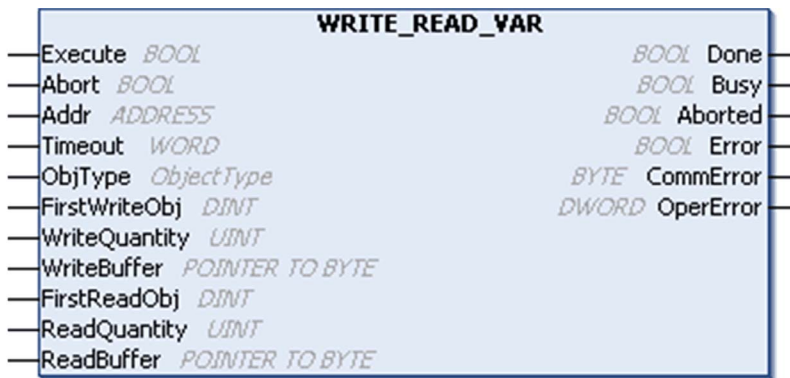 WRITE_READ_VAR
Execute BOOL BOOL Done
Abort BOOL BOOL Busy
Addr ADDRESS BOOL Aborted
Timeout WORD BOOL Error
ObjType ObjectType BYTE CommError
FirstWriteObj DINT DWORD OperError
WriteQuantity UINT
WriteBuffer POINTER TO BYTE
FirstReadObj DINT
ReadQuantity UINT
ReadBuffer POINTER TO BYTE